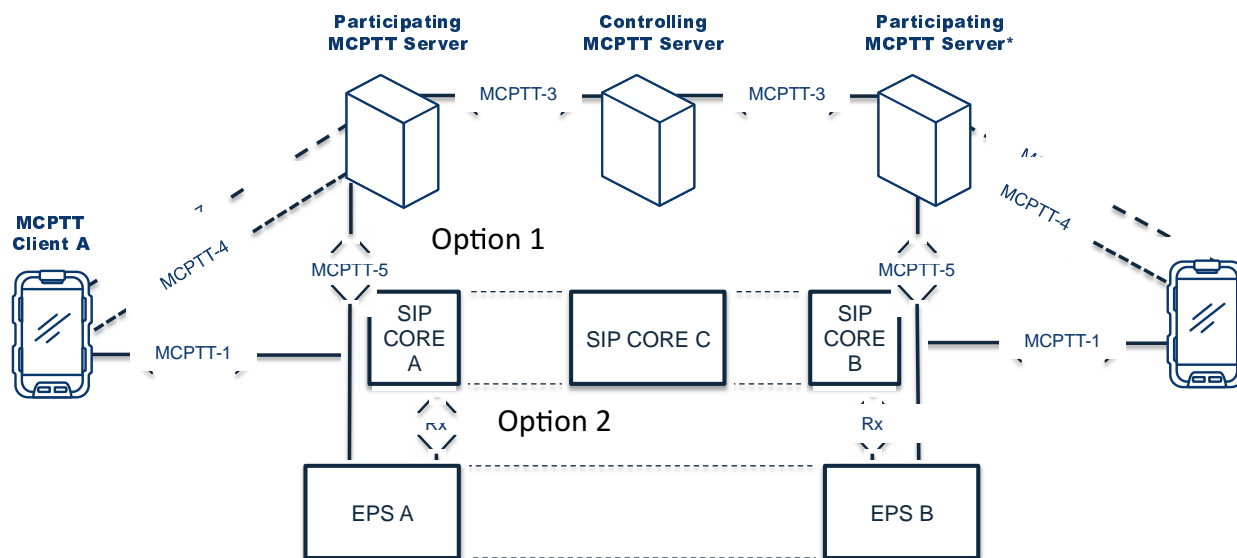 Participating
MCPTT Server
Controlling
MCPTT Server
Participating
MCPTT Server*
MCPTT-3
MCPTT-3
MCPTT
Client A
MCPTT-4
MCPTT-4
Option 1
MCPTT-5
MCPTT-5
SIP
CORE
A
SIP CORE C
SIP
CORE
B
MCPTT-1
MCPTT-1
Option 2
Rx
Rx
EPS A
EPS B